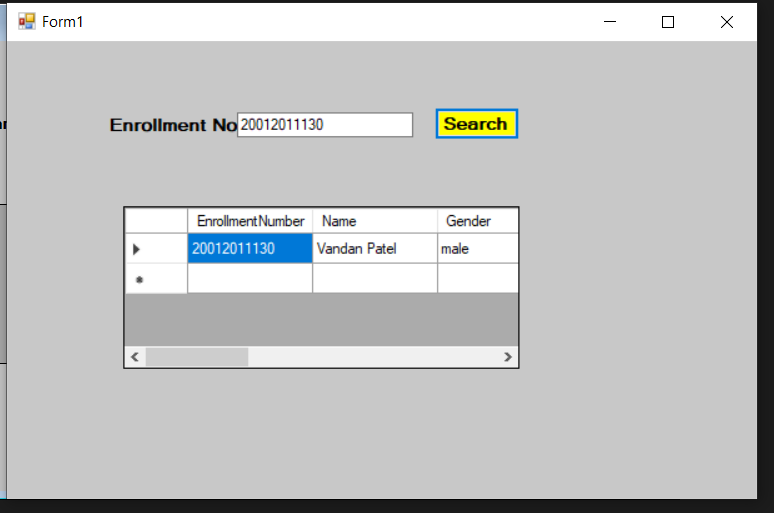 Form1
Enrollment No 20012011130 Search
EnrollmentNumber Name Gender
20012011130 Vandan Patel male